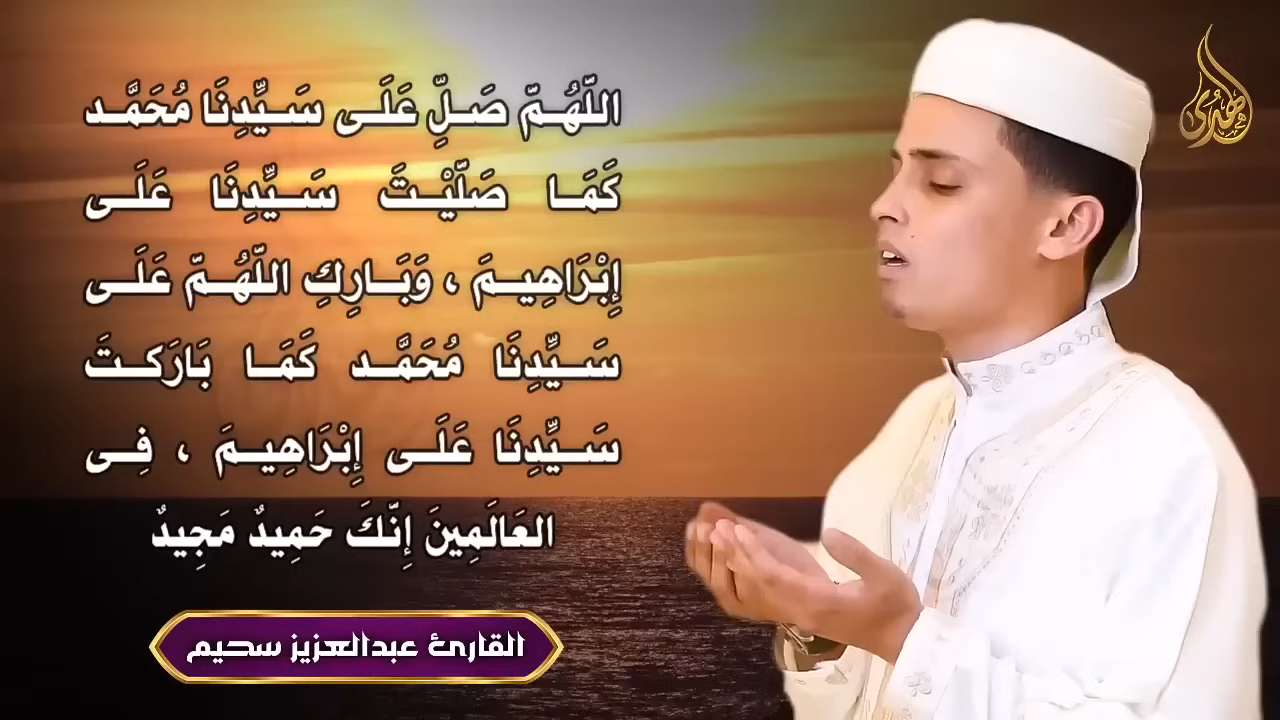 اللّهُمّ صَلِّ عَلَى سَيِّدِنَا مُحَمَّد
كَمَا صَلّيْتَ سَيِّدِنَا عَلَى
إِبْرَاهِيمَ ، وَبَارِكِ اللّهُمّ عَلَى
سَيِّدِنَا مُحَمَّد كَمَا بَارَكتَ
سَيِّدِنَا عَلَى إِبْرَاهِيمَ ، فِى
العَالَمِينَ إِنّكَ حَمِيدٌ مَجِيدٌ
القارئ عبدالعزيز سحيم